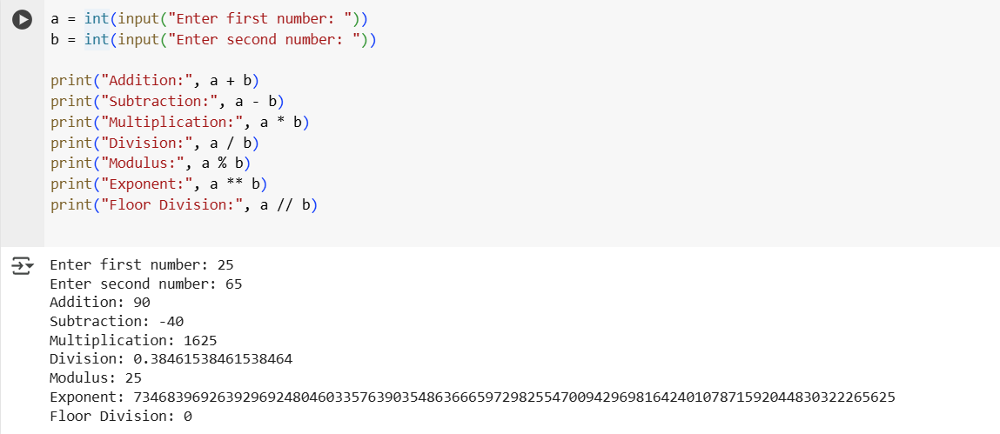 a = int(input("Enter first number: "))
b = int(input("Enter second number: "))
print("Addition:", a + b)
print("Subtraction:", a - b)
print("Multiplication:", a * b)
print("Division:", a / b)
print("Modulus:", a % b)
print("Exponent:", a ** b)
print("Floor Division:", a // b)
Enter first number: 25
Enter second number: 65
Addition: 90
Subtraction: -40
Multiplication: 1625
Division: 0.38461538461538464
Modulus: 25
Exponent: 7346839692639296924804603357639035486366659729825547009429698164240107871592044830322265625
Floor Division: 0